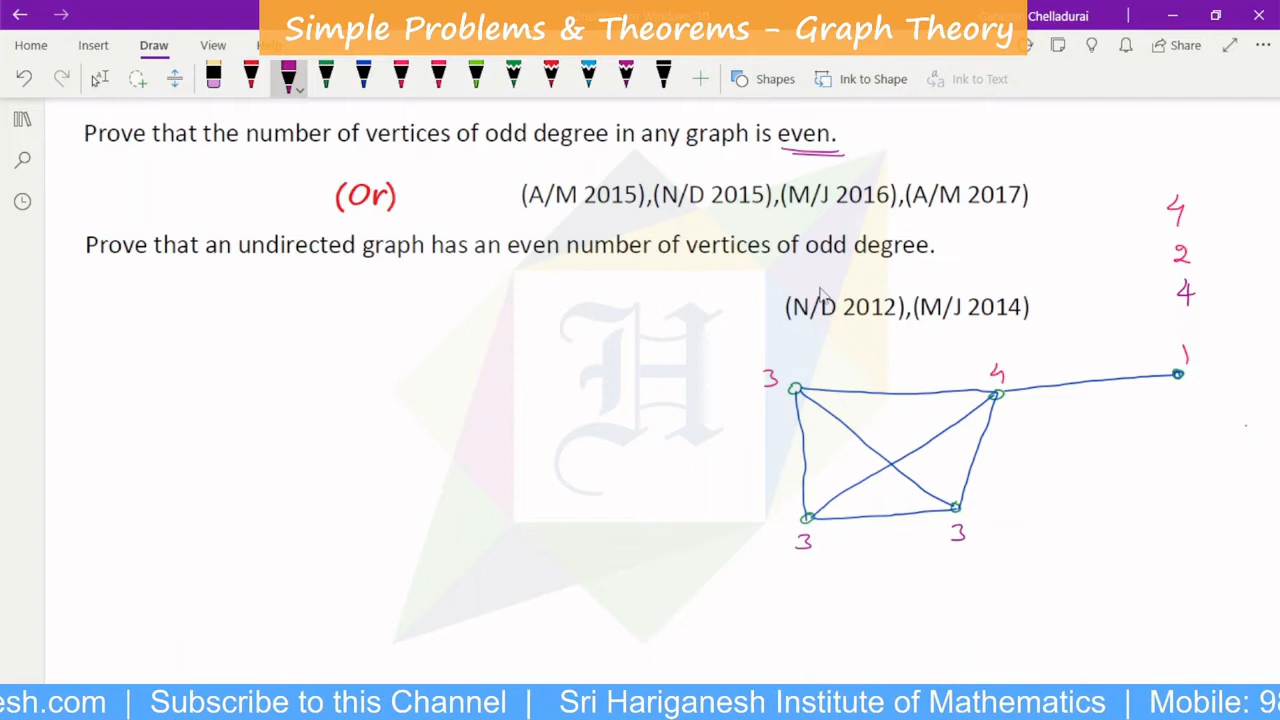 Simple Problems & Theorems - Graph Theory
Chelladurai
Home Insert Draw View
Share
Shapes Ink to Shape Ink to Text
Prove that the number of vertices of odd degree in any graph is even.
(Or) (A/M 2015),(N/D 2015),(M/J 2016),(A/M 2017)
Prove that an undirected graph has an even number of vertices of odd degree.
(N/D 2012),(M/J 2014)
4
2
4
3 4 1
3 3
H
esh.com | Subscribe to this Channel | Sri Hariganesh Institute of Mathematics | Mobile: 98